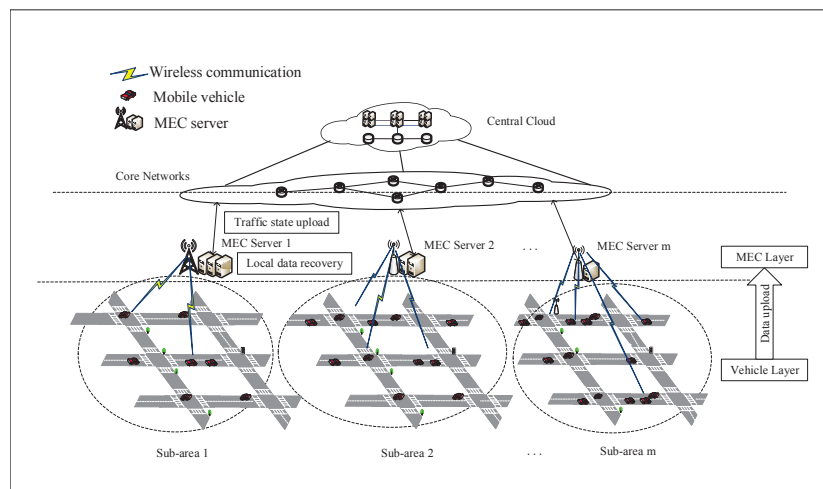 Wireless communication
Mobile vehicle
MEC server
Central Cloud
Core Networks
Traffic state upload
MEC Server 1
MEC Server 2
. . .
MEC Server m
Local data recovery
MEC Layer
Data upload
Vehicle Layer
Sub-area 1
Sub-area 2
. . .
Sub-area m